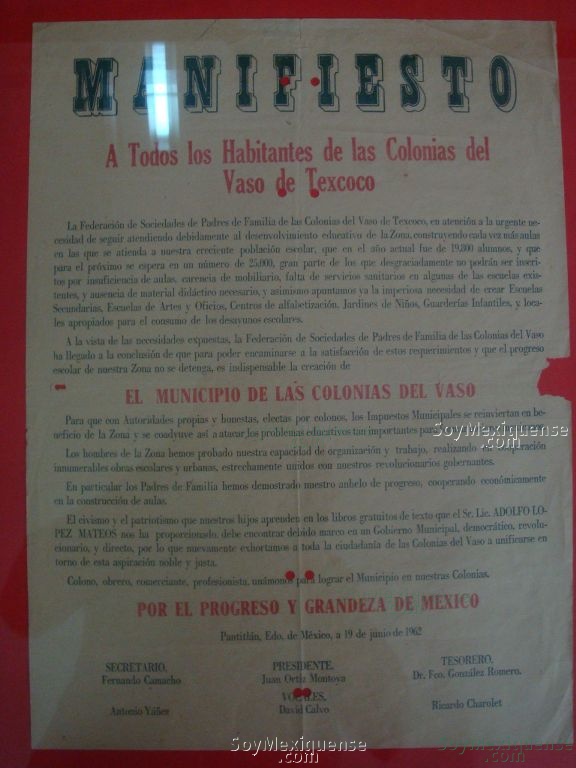 MANIFIESTO
A Todos los Habitantes de las Colonias del
Vaso de Texcoco
La Federación de Sociedades de Padres de Familia de las Colonias del Vaso de Texcoco, en atención a la urgente ne-
cesidad de seguir atendiendo debidamente al desenvolvimiento educativo de la Zona, construyendo cada vez más aulas
en las que se atienda a nuestra creciente población escolar, que en el año actual fue de 19,800 alumnos, y que
para el próximo se espera en un número de 25,000, gran parte de los que desgraciadamente no podrán ser inscri-
tos por insuficiencia de aulas, carencia de mobiliario, falta de servicios sanitarios en algunas de las escuelas exis-
tentes, y ausencia de material didáctico necesario, y asimismo apuntamos ya la imperiosa necesidad de crear Escuelas
Secundarias, Escuelas de Artes y Oficios, Centros de alfabetización, Jardines de Niños, Guarderías Infantiles, y loca-
les apropiados para el consumo de los desayunos escolares.
A la vista de las necesidades expuestas, la Federación de Sociedades de Padres de Familia de las Colonias del Vaso
ha llegado a la conclusión de que para poder encaminarse a la satisfacción de estos requerimientos y que el progreso
escolar de nuestra Zona no se detenga, es indispensable la creación de
EL MUNICIPIO DE LAS COLONIAS DEL VASO
Para que con Autoridades propias y honestas, electas por colonos, los Impuestos Municipales se reinviertan en be-
neficio de la Zona y se coadyuve así a atacar los problemas educativos tan importantes para
SoyMexiquense
.com
Los hombres de la Zona hemos probado nuestra capacidad de organización y trabajo, realizando en cooperación
innumerables obras escolares y urbanas, estrechamente unidos con nuestros revolucionarios gobernantes.
En particular los Padres de Familia hemos demostrado nuestro anhelo de progreso, cooperando económicamente
en la construcción de aulas.
El civismo y el patriotismo que nuestros hijos aprenden en los libros gratuitos de texto que el Sr. Lic. ADOLFO LO-
PEZ MATEOS nos ha proporcionado, debe encontrar debido marco en un Gobierno Municipal, democrático, revolu-
cionario, y directo, por lo que nuevamente exhortamos a toda la ciudadanía de las Colonias del Vaso a unificarse en
torno de esta aspiración noble y justa.
Colono, obrero, comerciante, profesionista, unámonos para lograr el Municipio en nuestras Colonias.
POR EL PROGRESO Y GRANDEZA DE MEXICO
Pantitlán, Edo. de México, a 19 de junio de 1962
SECRETARIO, PRESIDENTE, TESORERO,
Fernando Camacho Juan Ortiz Montoya Dr. Fco. González Romero.
VOCALES,
Antonio Yáñez David Calvo Ricardo Charolet
SoyMexiquense
.com
SoyMexiquense
.com